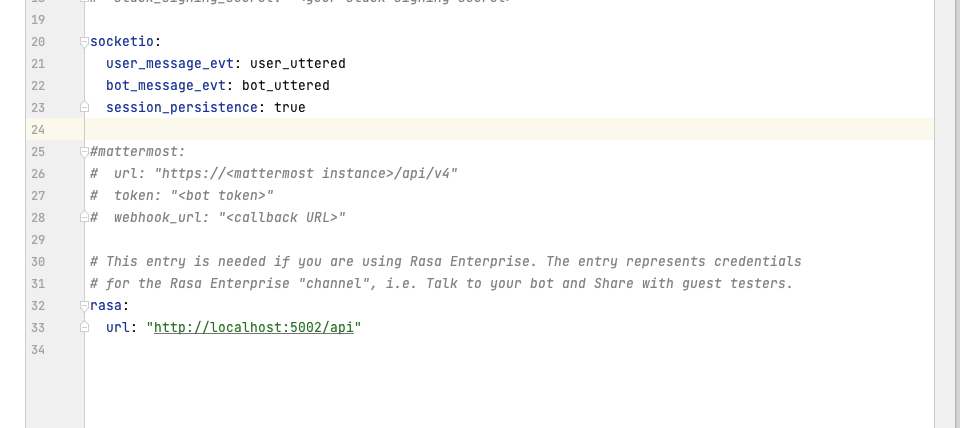 19
20 socketio:
21   user_message_evt: user_uttered
22   bot_message_evt: bot_uttered
23   session_persistence: true
24
25 #mattermost:
26 #  url: "https://<mattermost instance>/api/v4"
27 #  token: "<bot token>"
28 #  webhook_url: "<callback URL>"
29
30 # This entry is needed if you are using Rasa Enterprise. The entry represents credentials
31 # for the Rasa Enterprise "channel", i.e. Talk to your bot and Share with guest testers.
32 rasa:
33   url: "http://localhost:5002/api"
34